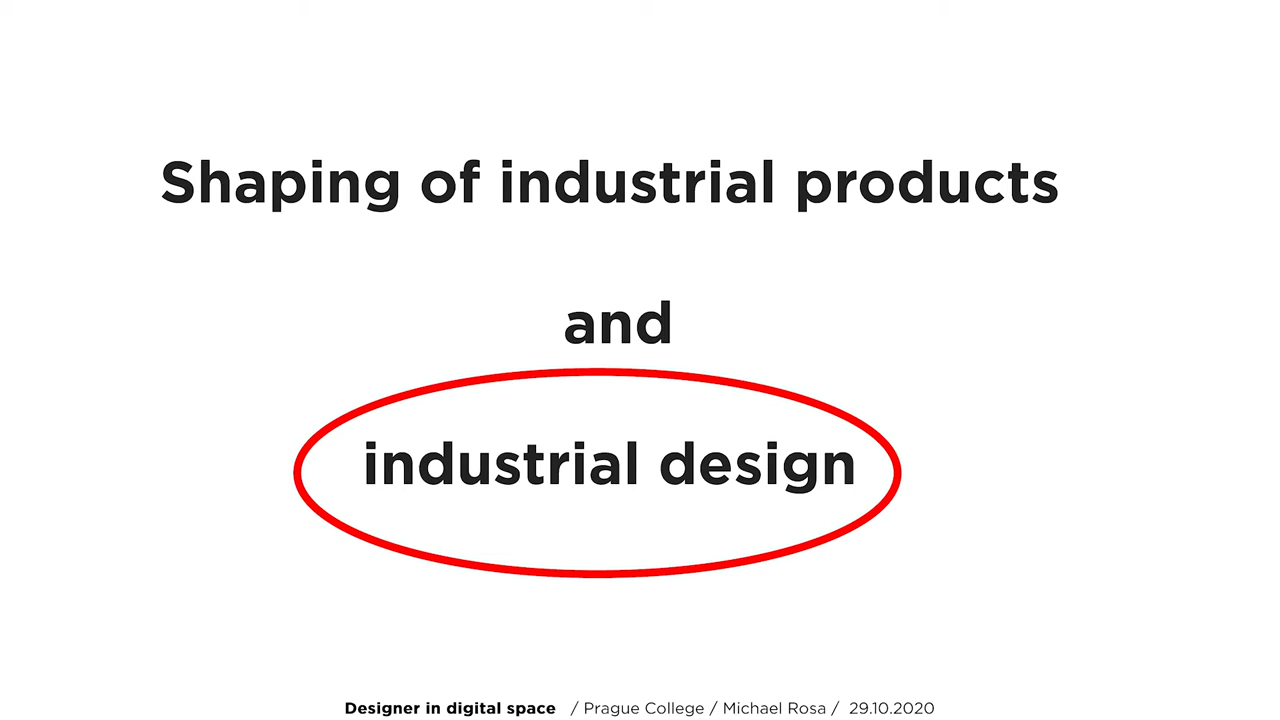 Shaping of industrial products
and
industrial design
Designer in digital space / Prague College / Michael Rosa / 29.10.2020